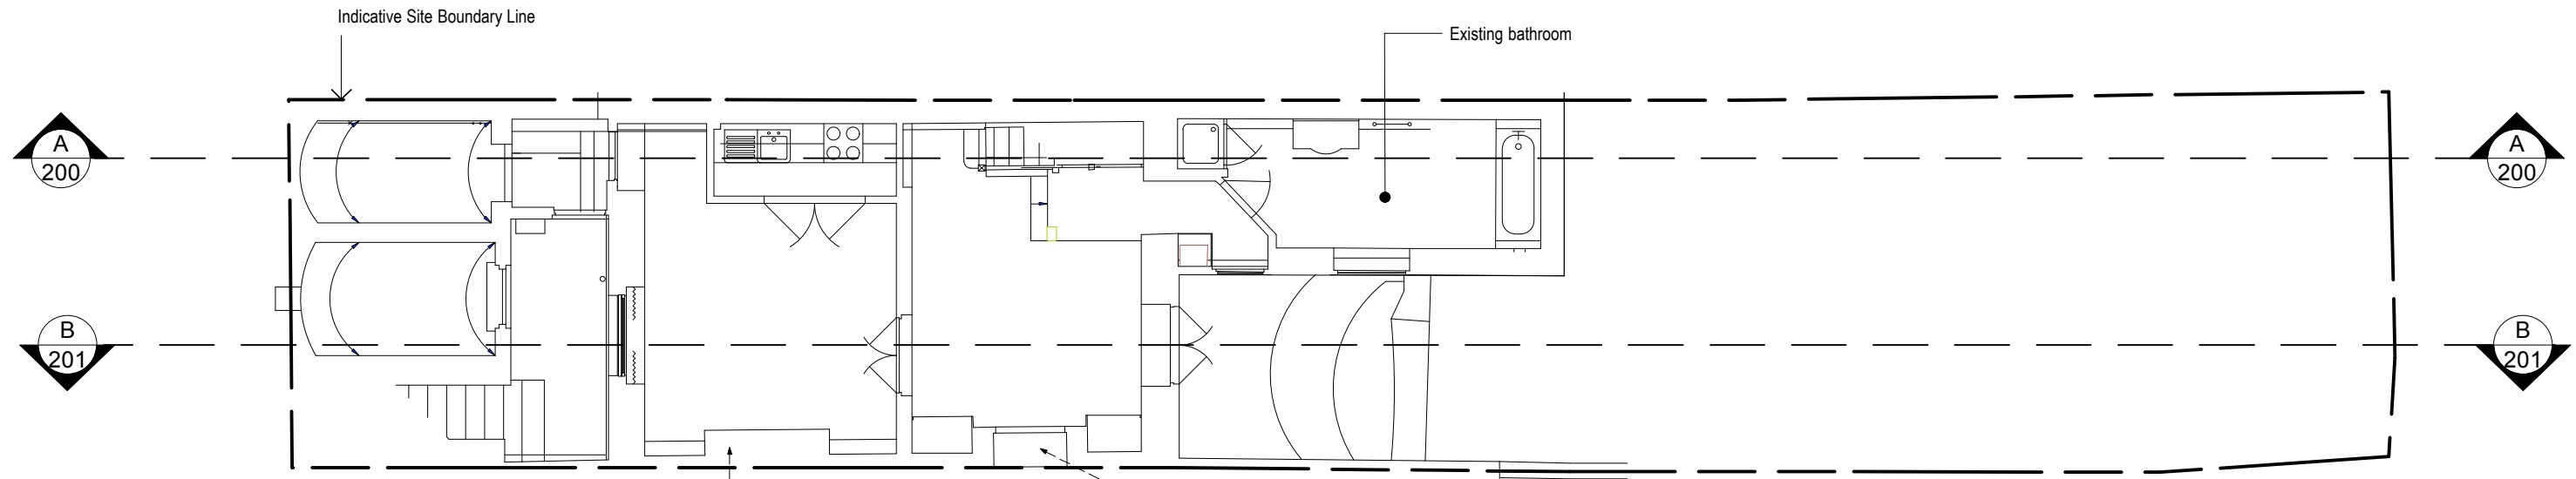 Indicative Site Boundary Line
Existing bathroom
A
200
A
200
B
201
B
201